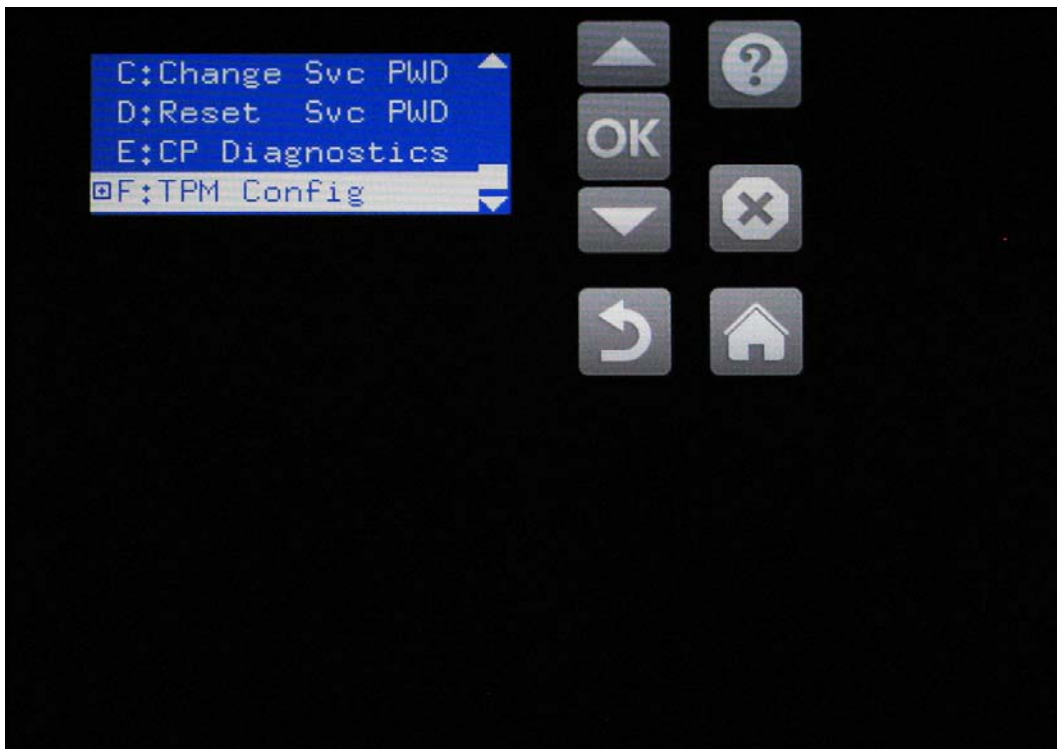 C:Change Svc PWD
D:Reset  Svc PWD
E:CP Diagnostics
+F:TPM Config
OK
?